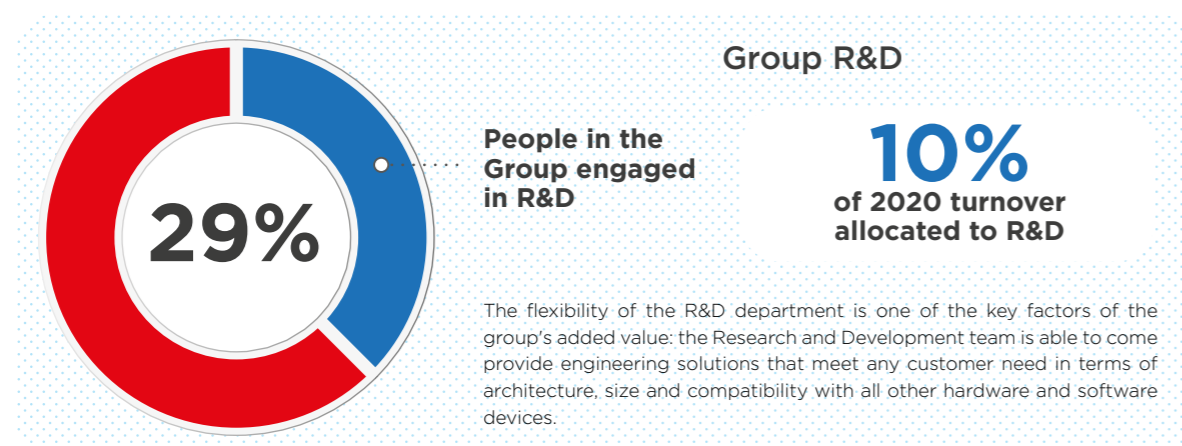 Group R&D
People in the
Group engaged
in R&D
29%
10%
of 2020 turnover
allocated to R&D
The flexibility of the R&D department is one of the key factors of the
group's added value: the Research and Development team is able to come
provide engineering solutions that meet any customer need in terms of
architecture, size and compatibility with all other hardware and software
devices.